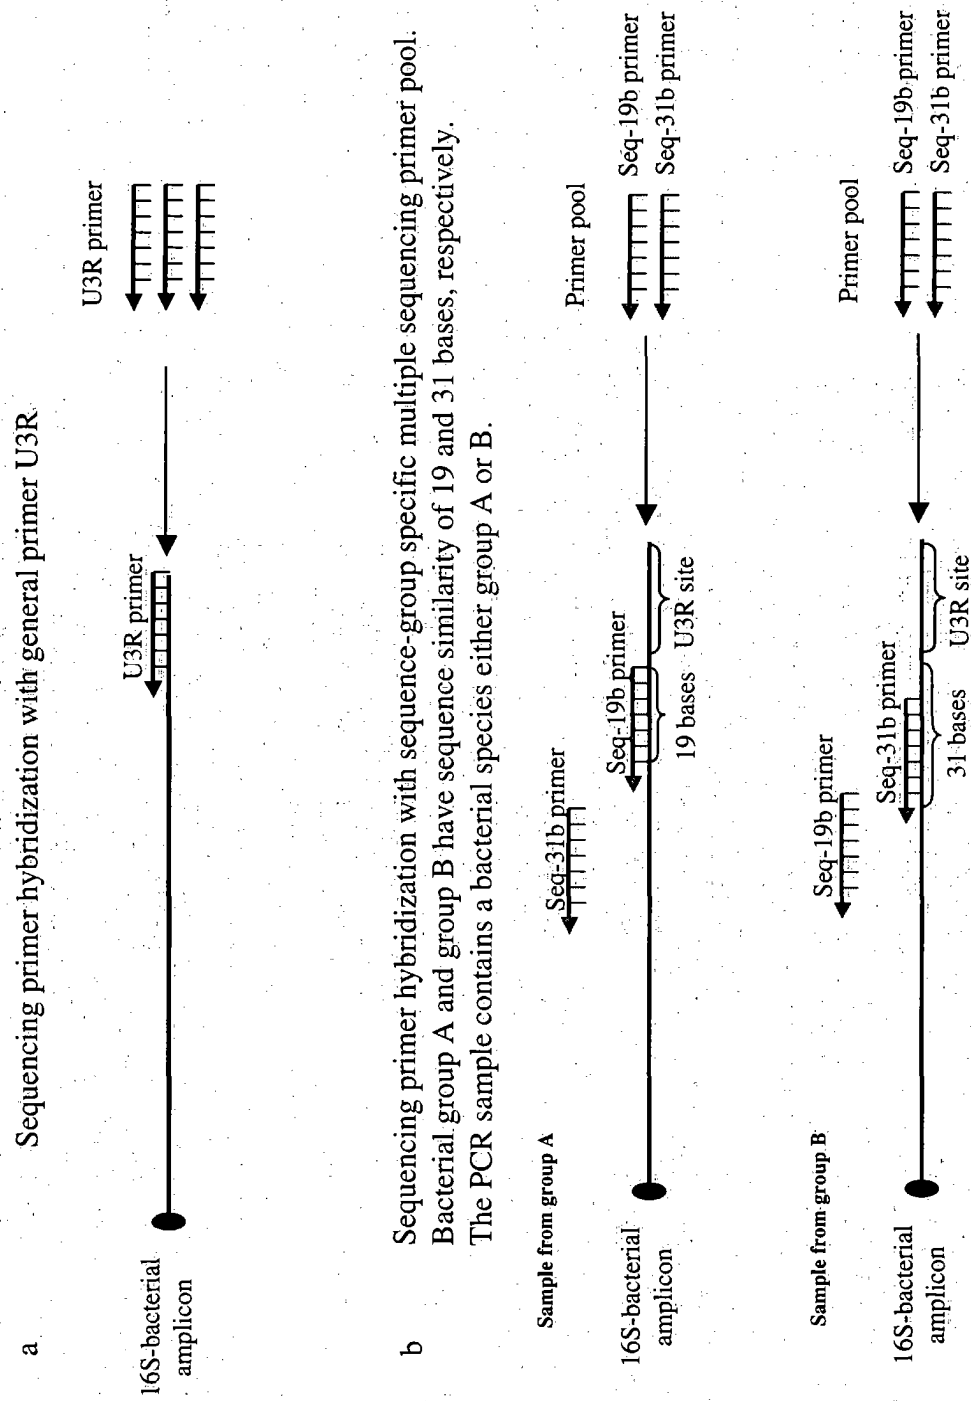 a Sequencing primer hybridization with general primer U3R
U3R primer
U3R primer
16S-bacterial
amplicon
b Sequencing primer hybridization with sequence-group specific multiple sequencing primer pool.
Bacterial group A and group B have sequence similarity of 19 and 31 bases, respectively.
The PCR sample contains a bacterial species either group A or B.
Sample from group A
Seq-31b primer
Primer pool
Seq-19b primer
Seq-19b primer
Seq-31b primer
16S-bacterial
amplicon
19 bases
U3R site
Sample from group B
Seq-19b primer
Primer pool
Seq-31b primer
Seq-19b primer
Seq-31b primer
16S-bacterial
amplicon
31 bases
U3R site